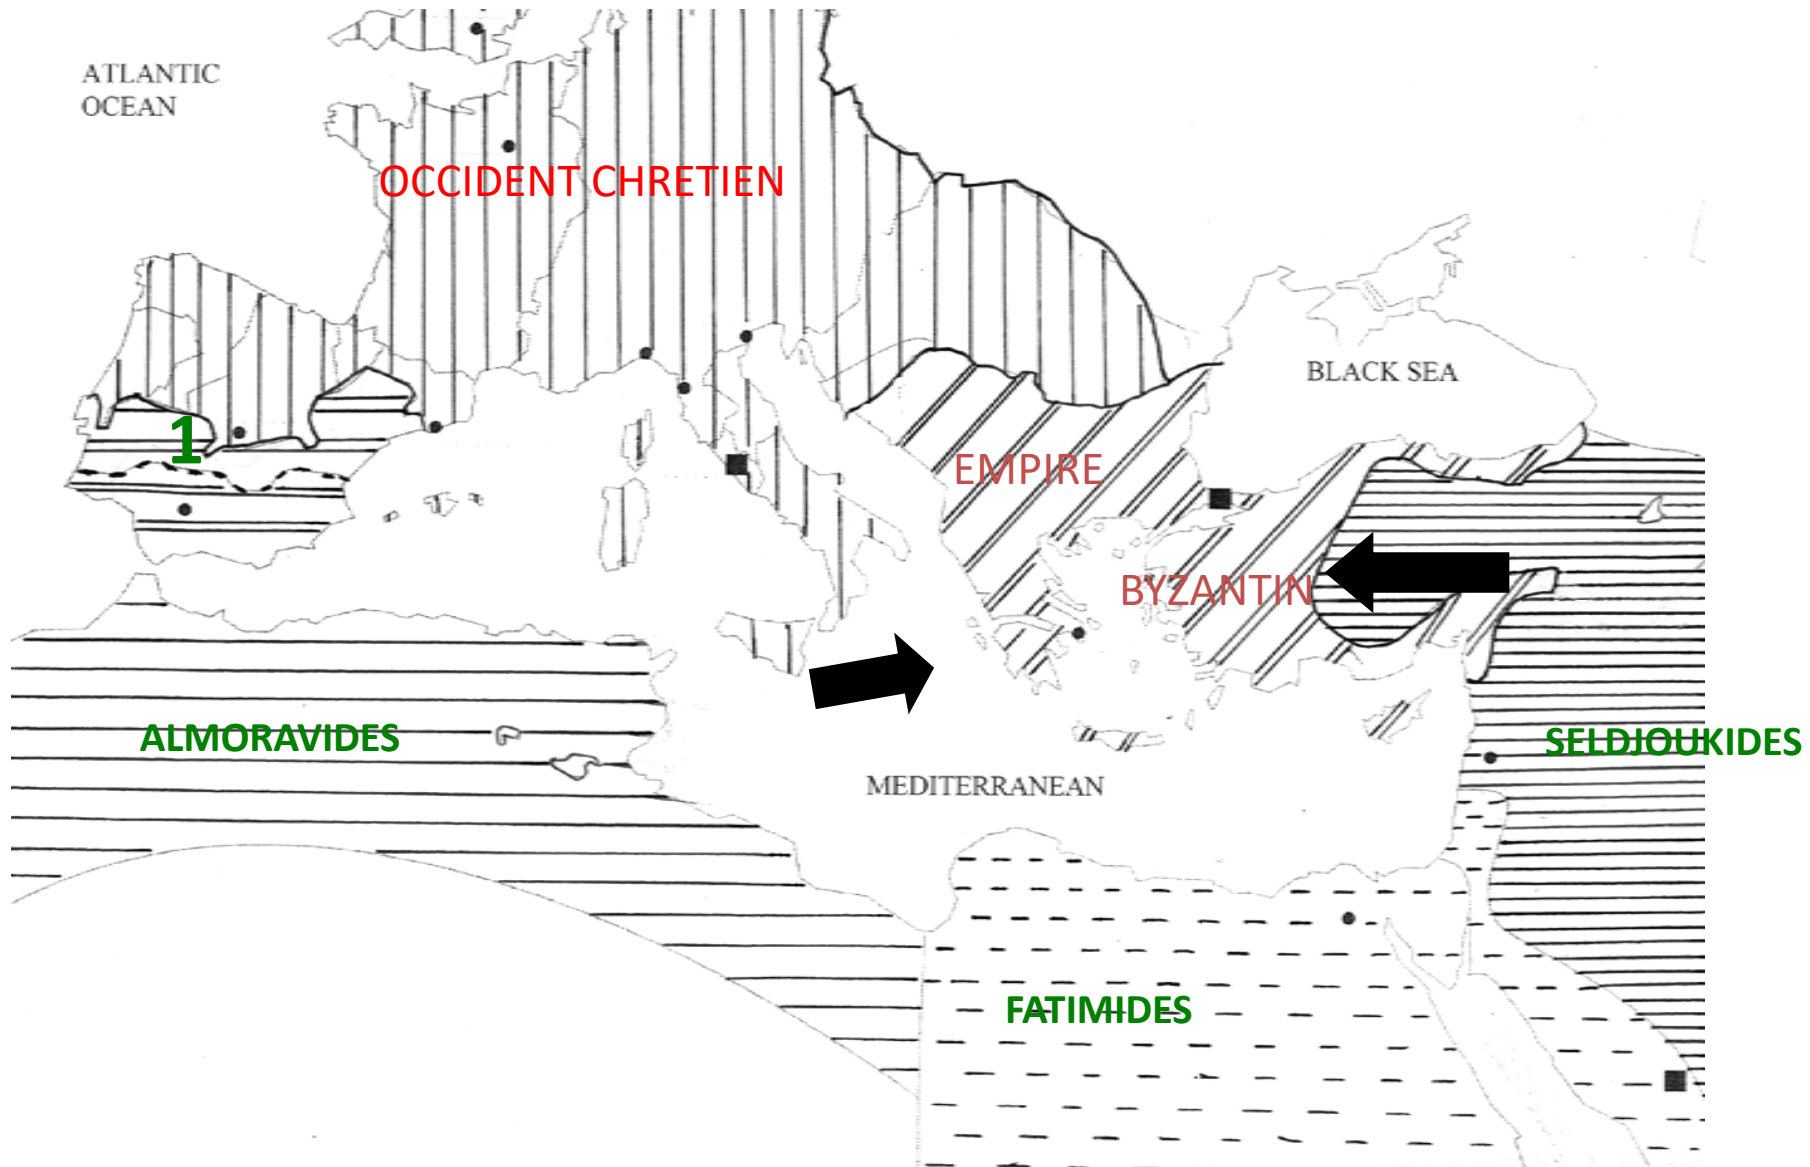 ATLANTIC
OCEAN
OCCIDENT CHRETIEN
BLACK SEA
1
EMPIRE
BYZANTIN
ALMORAVIDES
SELDJOUKIDES
MEDITERRANEAN
FATIMIDES